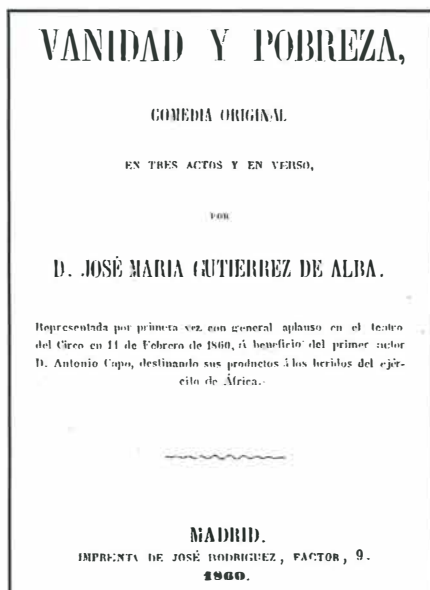 VANIDAD Y POBREZA,
COMEDIA ORIGINAL
EN TRES ACTOS Y EN VERSO,
POR
D. JOSÉ MARIA GUTIERREZ DE ALBA.
Representada por primera vez con general aplauso en el teatro
del Circo en 11 de Febrero de 1860, á beneficio del primer actor
D. Antonio Capo, destinando sus productos á los heridos del ejér-
cito de África.
MADRID.
IMPRENTA DE JOSÉ RODRIGUEZ, FACTOR, 9.
1860.